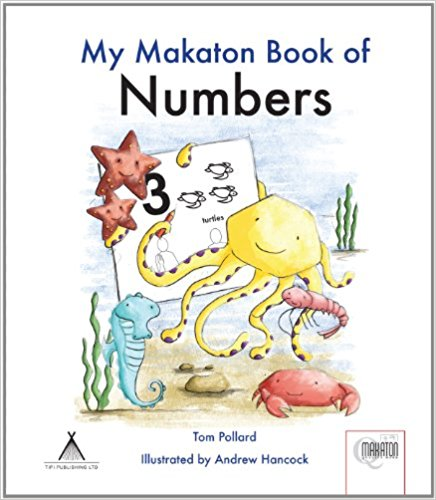 My Makaton Book of
Numbers
3
turtles
Tom Pollard
Illustrated by Andrew Hancock
TIPI PUBLISHING LTD
MAKATON